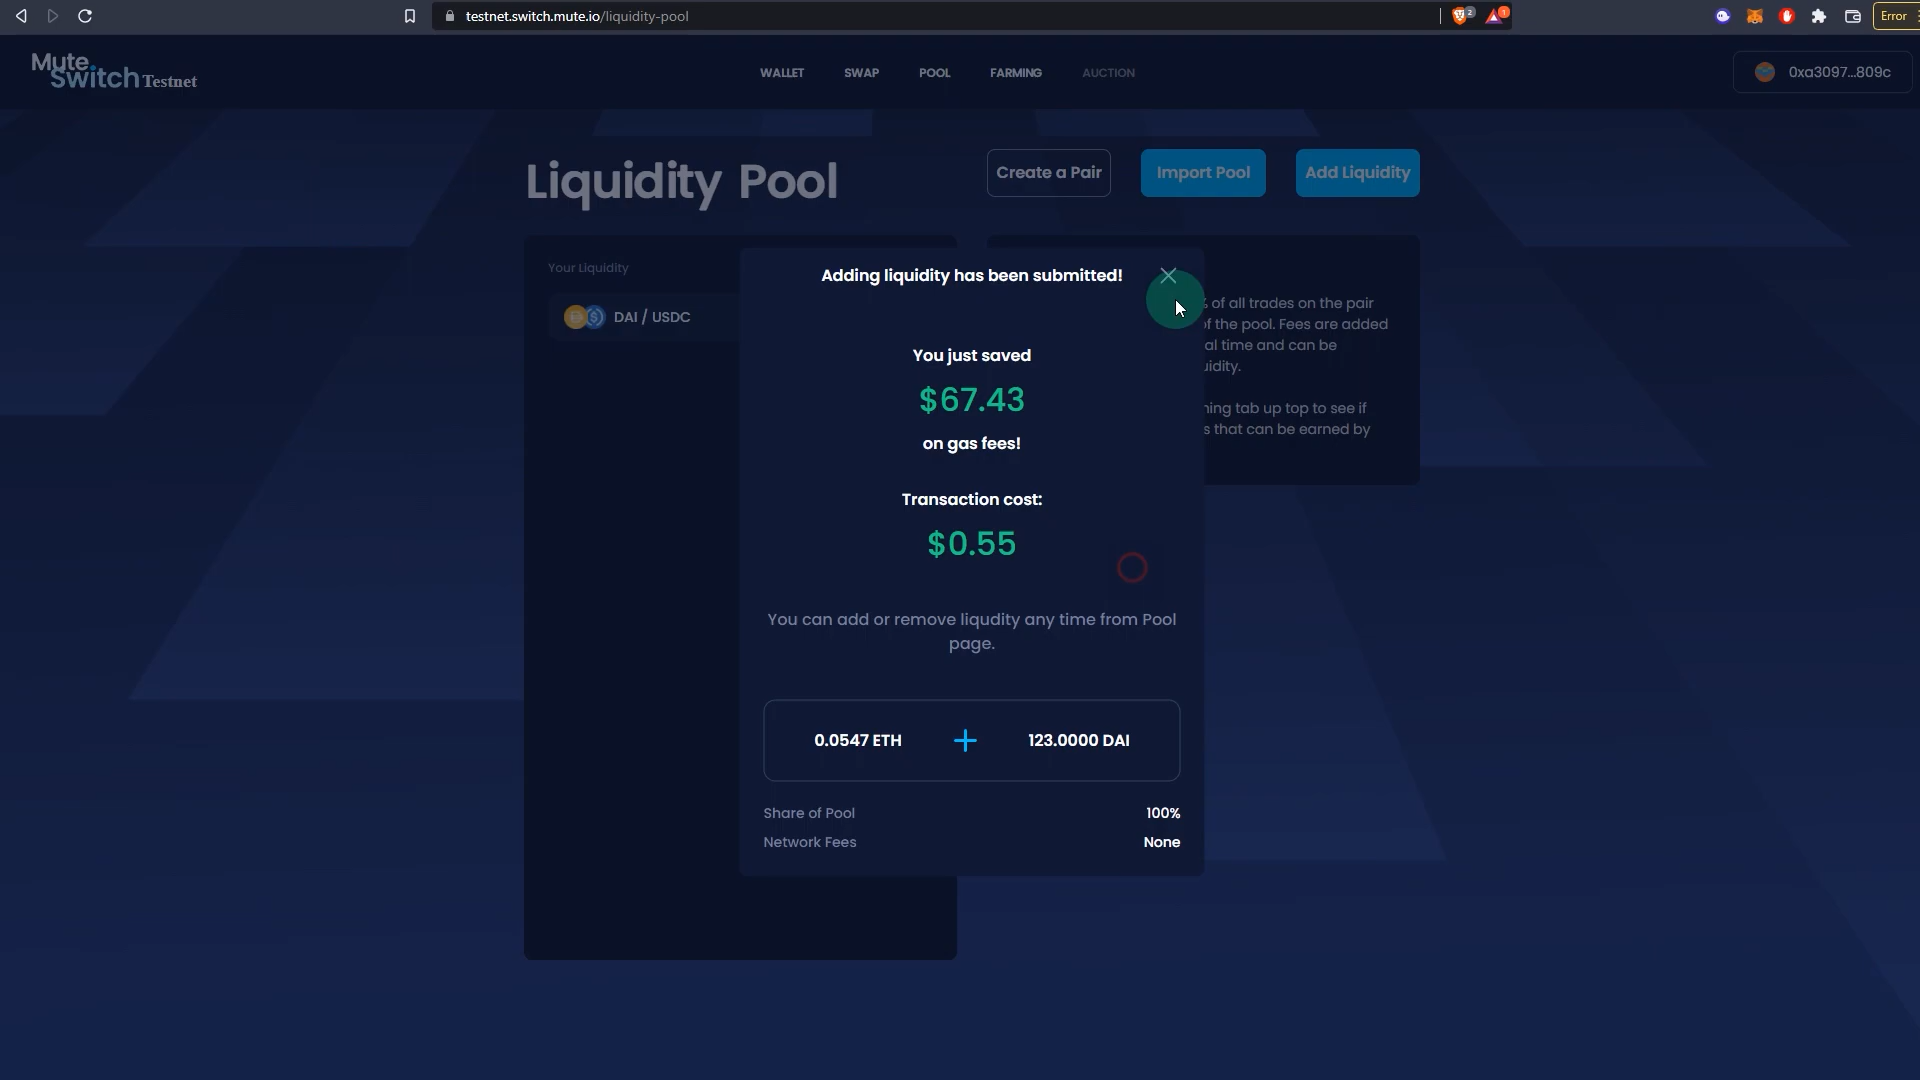 testnet.switch.mute.io/liquidity-pool
2
1
Error
Mute
Switch Testnet
WALLET
SWAP
POOL
FARMING
AUCTION
0xa3097...809c
Liquidity Pool
Create a Pair
Import Pool
Add Liquidity
Your Liquidity
DAI / USDC
Adding liquidity has been submitted!
of all trades on the pair
of the pool. Fees are added
al time and can be
uidity.
ning tab up top to see if
s that can be earned by
You just saved
$67.43
on gas fees!
Transaction cost:
$0.55
You can add or remove liqudity any time from Pool
page.
0.0547 ETH + 123.0000 DAI
Share of Pool 100%
Network Fees None